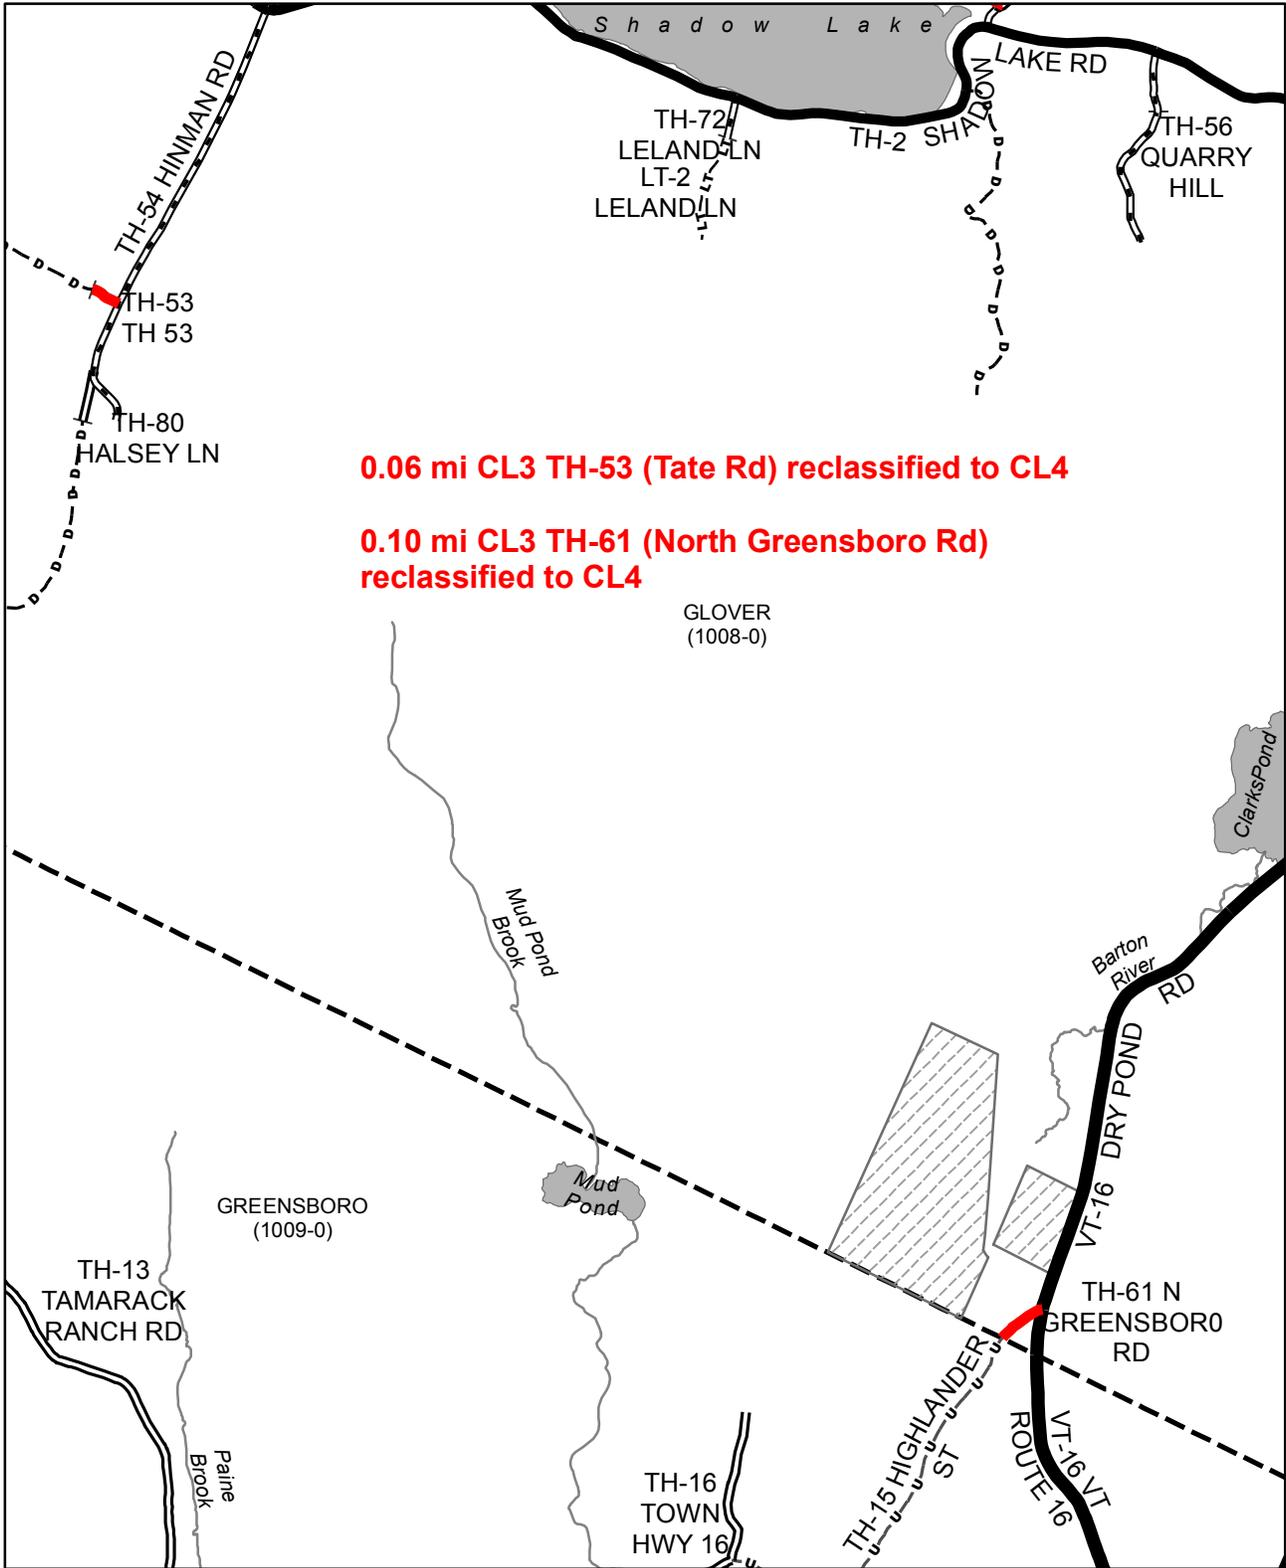 Shadow Lake
LAKE RD
TH-54 HINMAN RD
TH-72
LELAND LN
LT-2
LELAND LN
TH-2 SHADOW
TH-56
QUARRY
HILL
TH-53
TH 53
TH-80
HALSEY LN
0.06 mi CL3 TH-53 (Tate Rd) reclassified to CL4
0.10 mi CL3 TH-61 (North Greensboro Rd)
reclassified to CL4
GLOVER
(1008-0)
ClarksPond
Mud Pond
Brook
Barton
River
RD
VT-16 DRY POND
Mud
Pond
GREENSBORO
(1009-0)
TH-13
TAMARACK
RANCH RD
TH-61 N
GREENSBOR0
RD
TH-15 HIGHLANDER
ST
VT-16 VT
ROUTE 16
Paine
Brook
TH-16
TOWN
HWY 16
D D
D D D D D D D
D D D D D
LT LT
U U U U U U
U